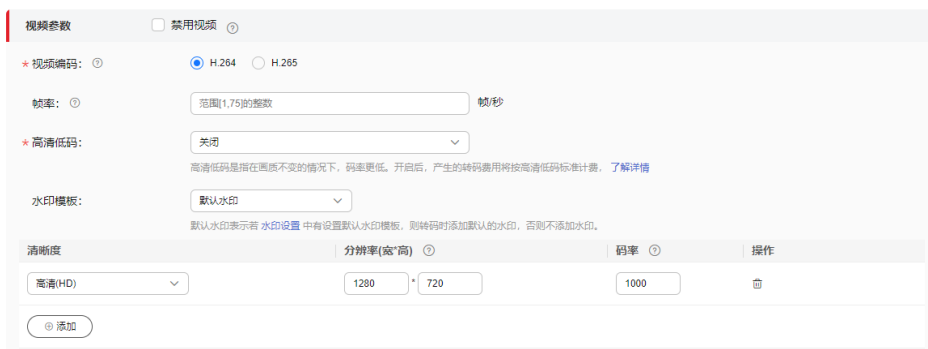 视频参数 禁用视频
* 视频编码： H.264 H.265
帧率： 范围[1,75]的整数 帧/秒
* 高清低码： 关闭
高清低码是指在画质不变的情况下，码率更低。开启后，产生的转码费用将按高清低码标准计费， 了解详情
水印模板： 默认水印
默认水印表示若 水印设置 中有设置默认水印模板，则转码时添加默认的水印，否则不添加水印。
清晰度 分辨率(宽*高) 码率 操作
高清(HD) 1280 * 720 1000
添加